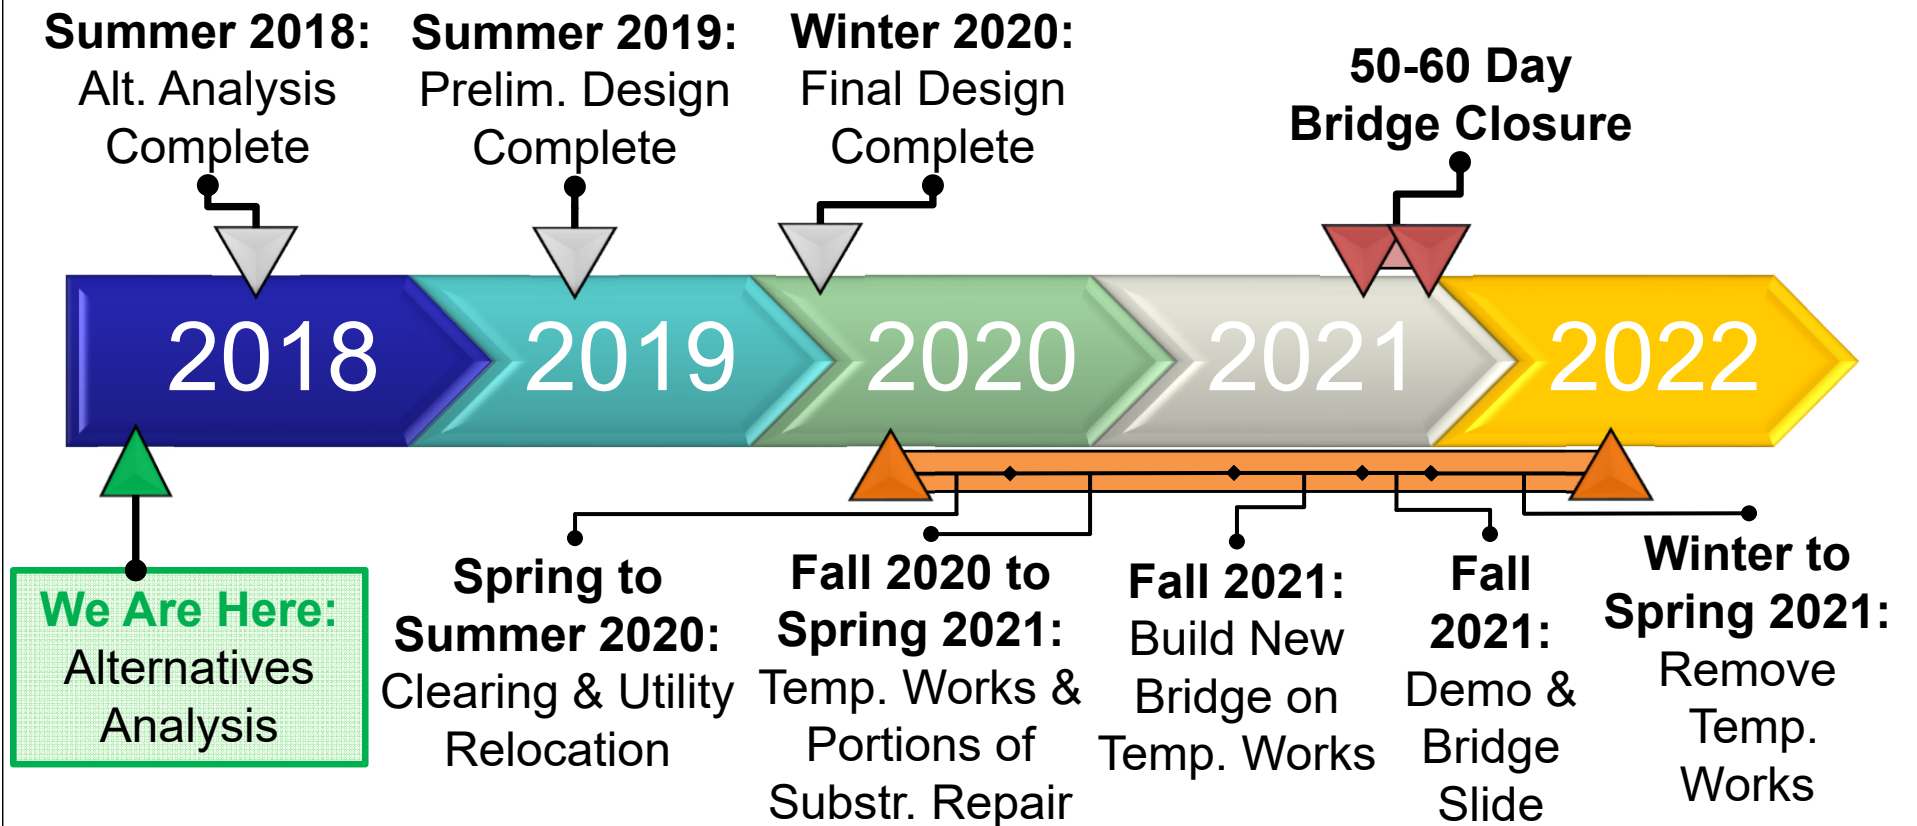 Summer 2018:
Alt. Analysis
Complete
Summer 2019:
Prelim. Design
Complete
Winter 2020:
Final Design
Complete
50-60 Day
Bridge Closure
2018
2019
2020
2021
2022
We Are Here:
Alternatives
Analysis
Spring to
Summer 2020:
Clearing & Utility
Relocation
Fall 2020 to
Spring 2021:
Temp. Works &
Portions of
Substr. Repair
Fall 2021:
Build New
Bridge on
Temp. Works
Fall
2021:
Demo &
Bridge
Slide
Winter to
Spring 2021:
Remove
Temp.
Works